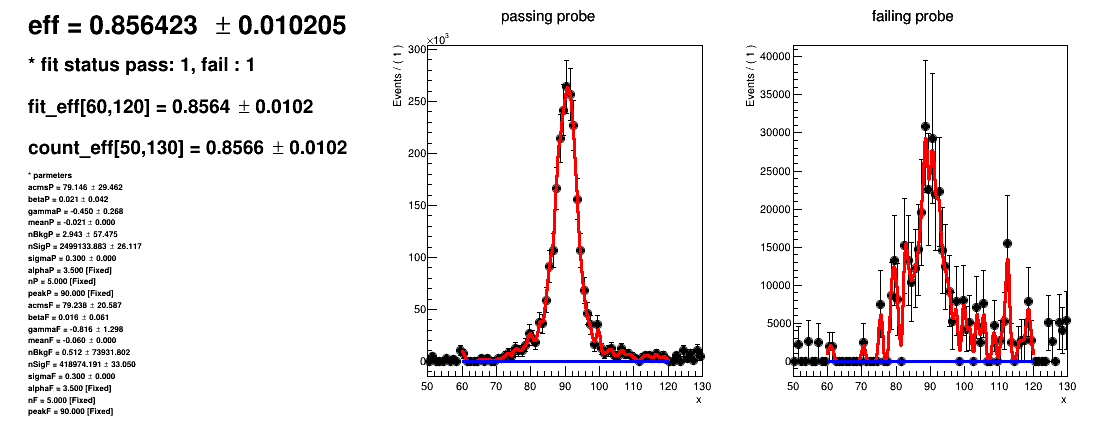 eff = 0.856423 ± 0.010205
* fit status pass: 1, fail : 1
fit_eff[60,120] = 0.8564 ± 0.0102
count_eff[50,130] = 0.8566 ± 0.0102
* parmeters
acmsP = 79.146 ± 29.462
betaP = 0.021 ± 0.042
gammaP = -0.450 ± 0.268
meanP = -0.021 ± 0.000
nBkgP = 2.943 ± 57.475
nSigP = 2499133.883 ± 26.117
sigmaP = 0.300 ± 0.000
alphaP = 3.500 [Fixed]
nP = 5.000 [Fixed]
peakP = 90.000 [Fixed]
acmsF = 79.238 ± 20.587
betaF = 0.016 ± 0.061
gammaF = -0.816 ± 1.298
meanF = -0.060 ± 0.000
nBkgF = 0.512 ± 73931.802
nSigF = 418974.191 ± 33.050
sigmaF = 0.300 ± 0.000
alphaF = 3.500 [Fixed]
nF = 5.000 [Fixed]
peakF = 90.000 [Fixed]
passing probe
×10³
Events / ( 1 )
300
250
200
150
100
50
0
50 60 70 80 90 100 110 120 130
x
failing probe
Events / ( 1 )
40000
35000
30000
25000
20000
15000
10000
5000
0
50 60 70 80 90 100 110 120 130
x